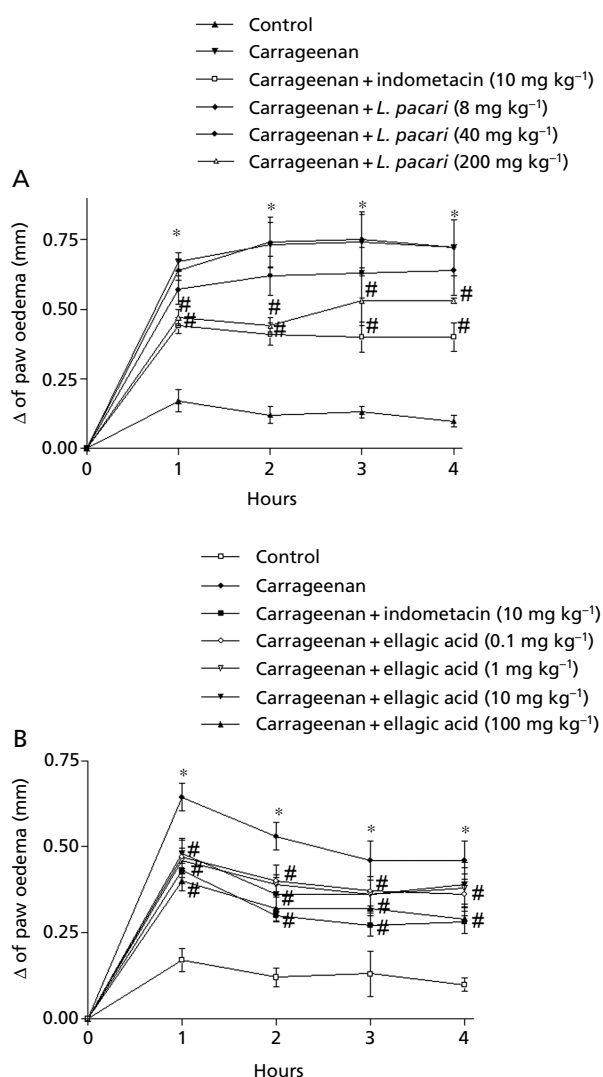 Control
Carrageenan
Carrageenan + indometacin (10 mg kg⁻¹)
Carrageenan + L. pacari (8 mg kg⁻¹)
Carrageenan + L. pacari (40 mg kg⁻¹)
Carrageenan + L. pacari (200 mg kg⁻¹)
A
Δ of paw oedema (mm)
0.75
0.50
0.25
0.00
* * * *
# # # #
# # # #
0 1 2 3 4
Hours
Control
Carrageenan
Carrageenan + indometacin (10 mg kg⁻¹)
Carrageenan + ellagic acid (0.1 mg kg⁻¹)
Carrageenan + ellagic acid (1 mg kg⁻¹)
Carrageenan + ellagic acid (10 mg kg⁻¹)
Carrageenan + ellagic acid (100 mg kg⁻¹)
B
Δ of paw oedema (mm)
0.75
0.50
0.25
0.00
* * * *
# # # #
# # # #
# # #
0 1 2 3 4
Hours